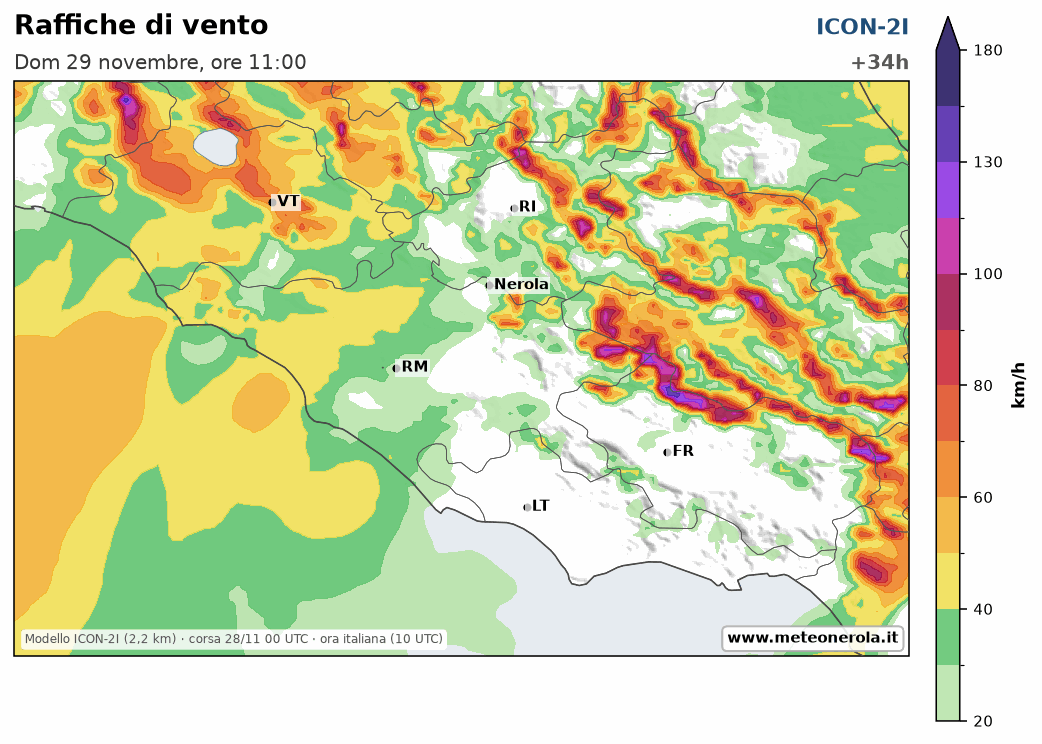 Raffiche di vento
ICON-2I
Dom 29 novembre, ore 11:00
+34h
VT
RI
Nerola
RM
FR
LT
Modello ICON-2I (2,2 km) · corsa 28/11 00 UTC · ora italiana (10 UTC)
www.meteonerola.it
180
130
100
80
60
40
20
km/h